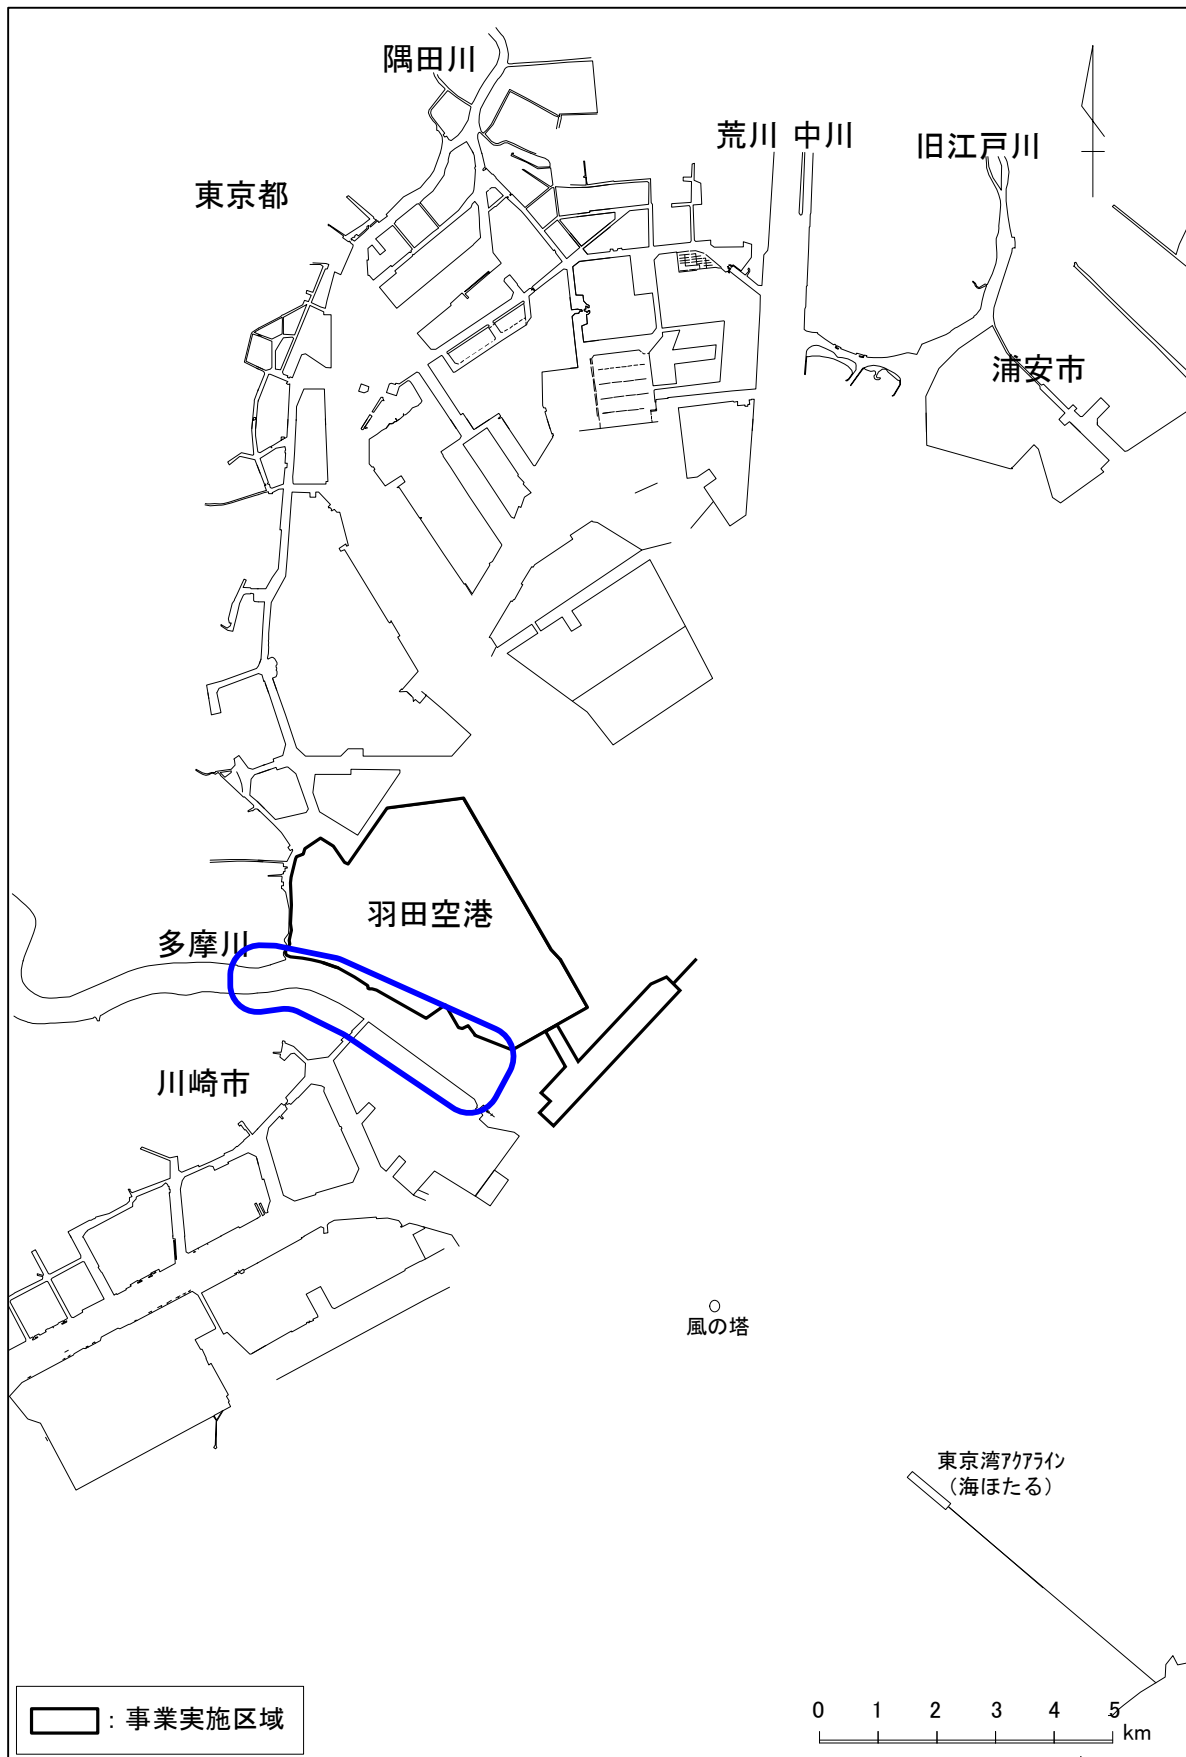 隅田川
荒川 中川
旧江戸川
東京都
浦安市
羽田空港
多摩川
川崎市
風の塔
東京湾アクアライン
（海ほたる）
：事業実施区域
0 1 2 3 4 5
km